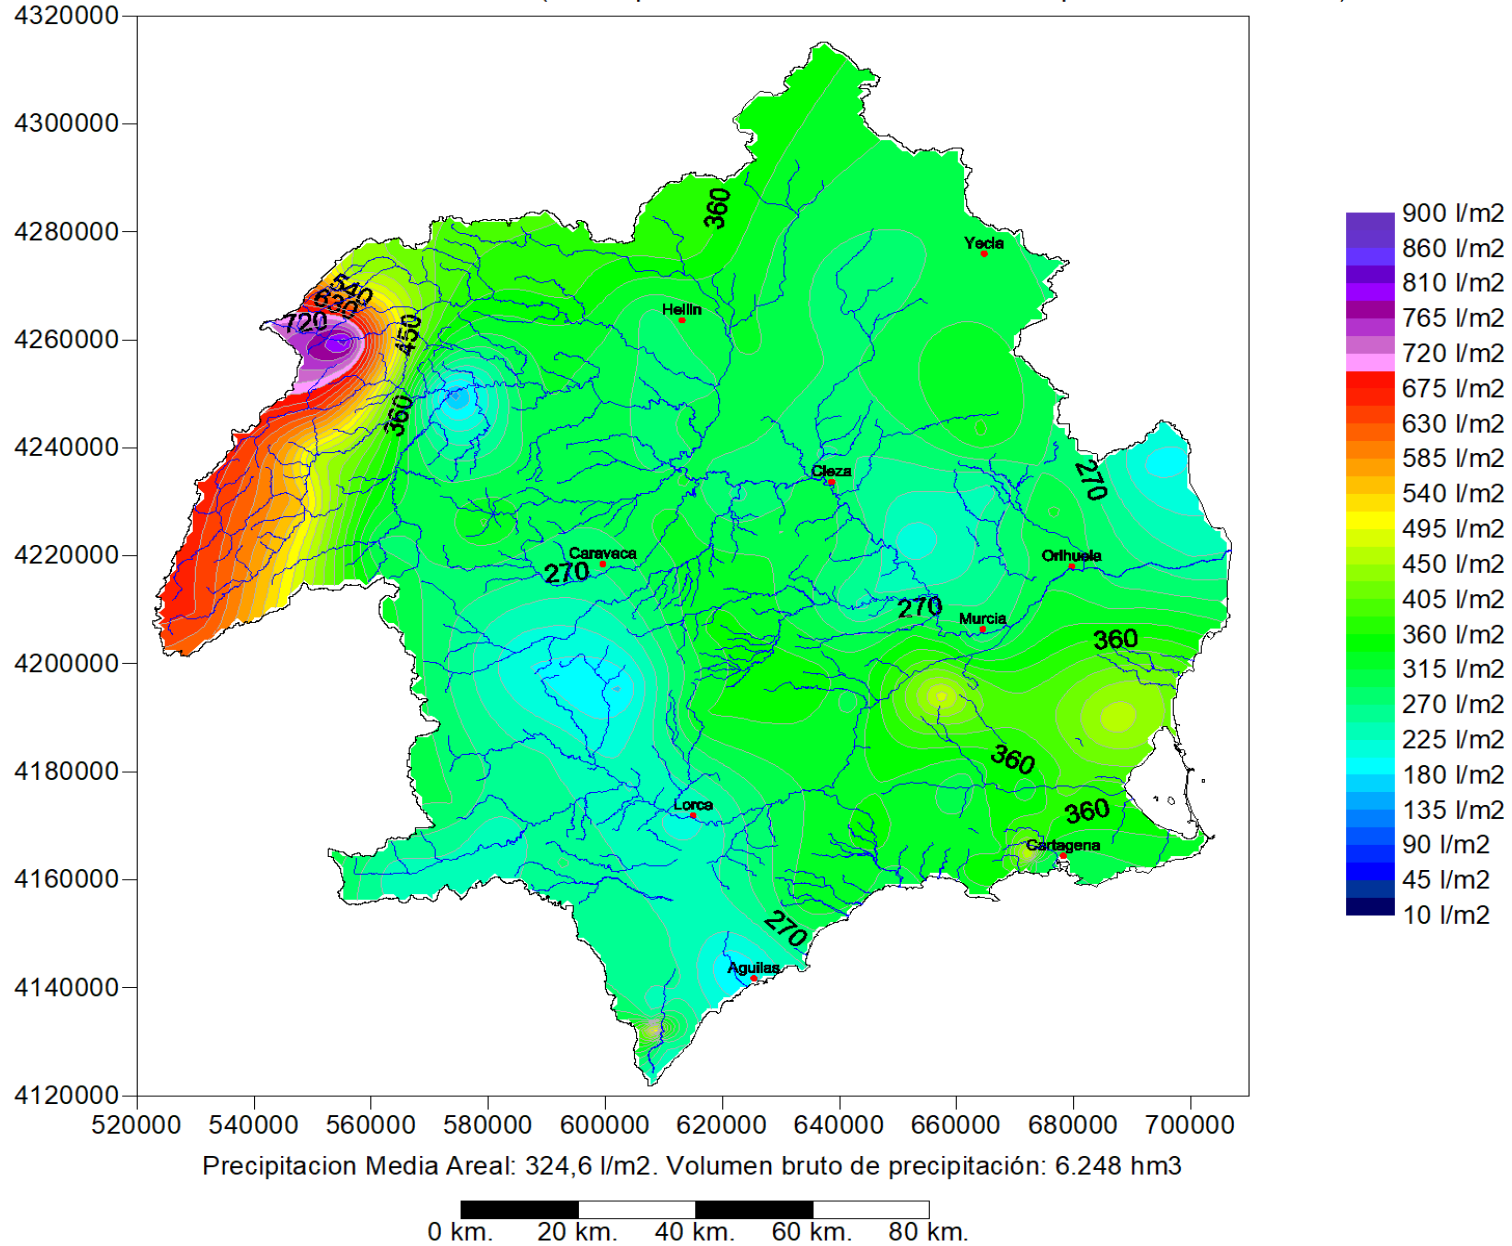 4320000
4300000
4280000
4260000
4240000
4220000
4200000
4180000
4160000
4140000
4120000
520000 540000 560000 580000 600000 620000 640000 660000 680000 700000
360
Yecla
540
630
720
450
Hellin
360
Cieza
270
Caravaca
270
Orihuela
270
Murcia
360
360
Lorca
360
Cartagena
270
Aguilas
900 l/m2
860 l/m2
810 l/m2
765 l/m2
720 l/m2
675 l/m2
630 l/m2
585 l/m2
540 l/m2
495 l/m2
450 l/m2
405 l/m2
360 l/m2
315 l/m2
270 l/m2
225 l/m2
180 l/m2
135 l/m2
90 l/m2
45 l/m2
10 l/m2
Precipitacion Media Areal: 324,6 l/m2. Volumen bruto de precipitación: 6.248 hm3
0 km. 20 km. 40 km. 60 km. 80 km.